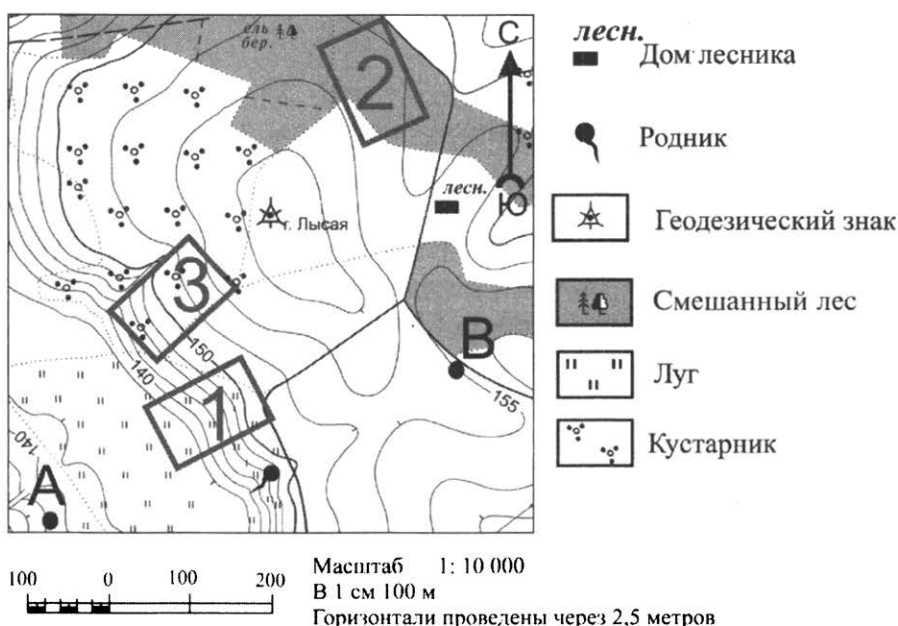 ель
бер.
2
С
лесн.
Ю
г. Лысая
3
В
150
140
1
155
140
А
лесн.
Дом лесника
Родник
Геодезический знак
Смешанный лес
Луг
Кустарник
100 0 100 200
Масштаб 1: 10 000
В 1 см 100 м
Горизонтали проведены через 2,5 метров